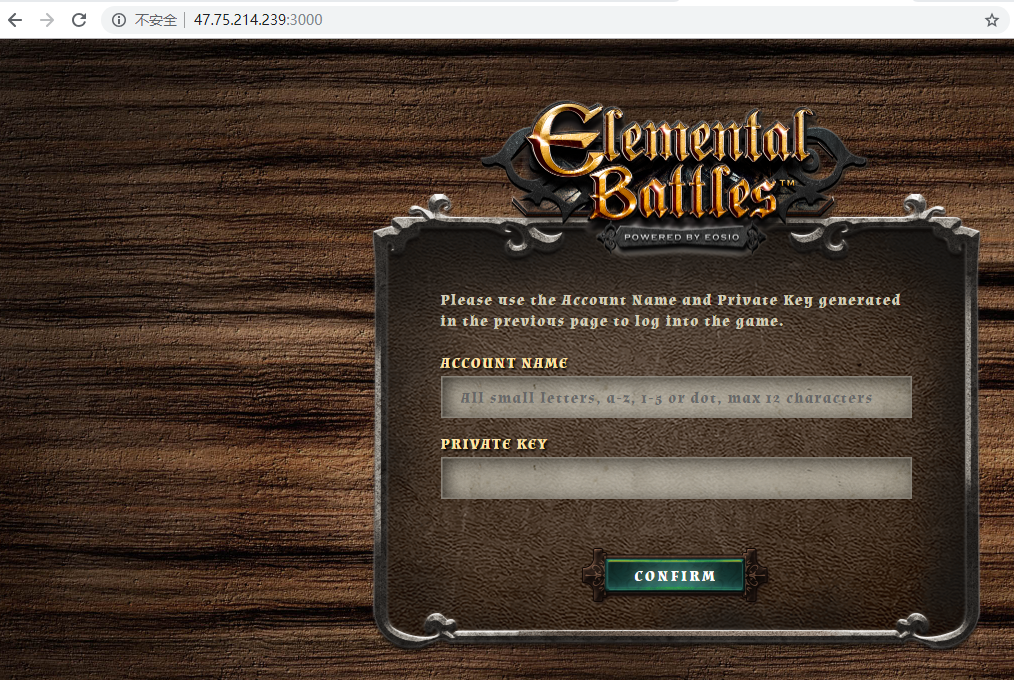 不安全 47.75.214.239:3000
Elemental
Battles™
POWERED BY EOSIO
Please use the Account Name and Private Key generated
in the previous page to log into the game.
ACCOUNT NAME
All small letters, a-z, 1-5 or dot, max 12 characters
PRIVATE KEY
CONFIRM